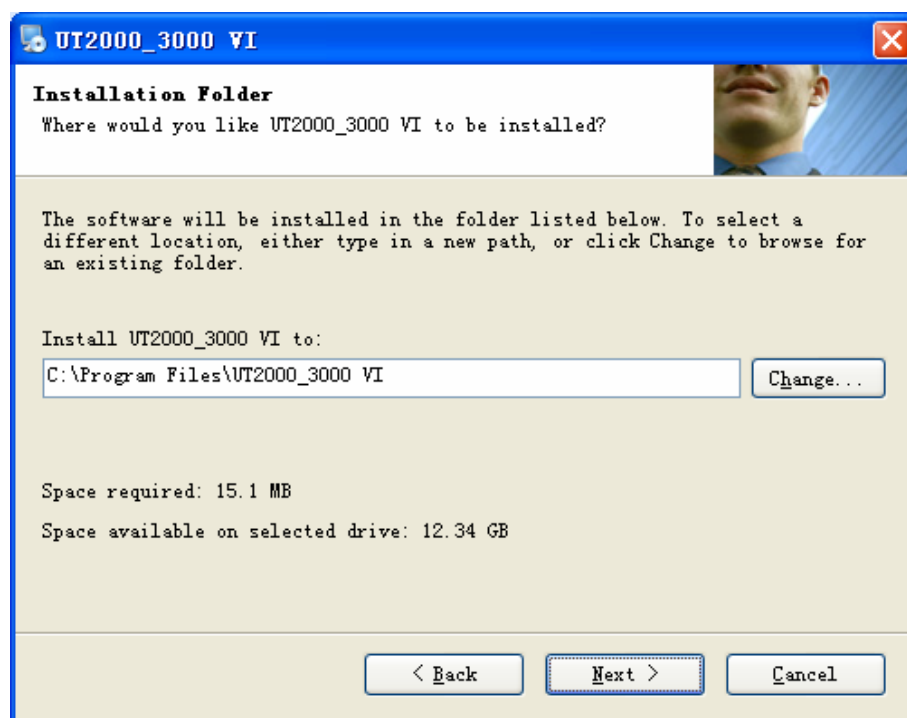 UT2000_3000 VI
Installation Folder
Where would you like UT2000_3000 VI to be installed?
The software will be installed in the folder listed below. To select a
different location, either type in a new path, or click Change to browse for
an existing folder.
Install UT2000_3000 VI to:
C:\Program Files\UT2000_3000 VI
Change...
Space required: 15.1 MB
Space available on selected drive: 12.34 GB
< Back
Next >
Cancel